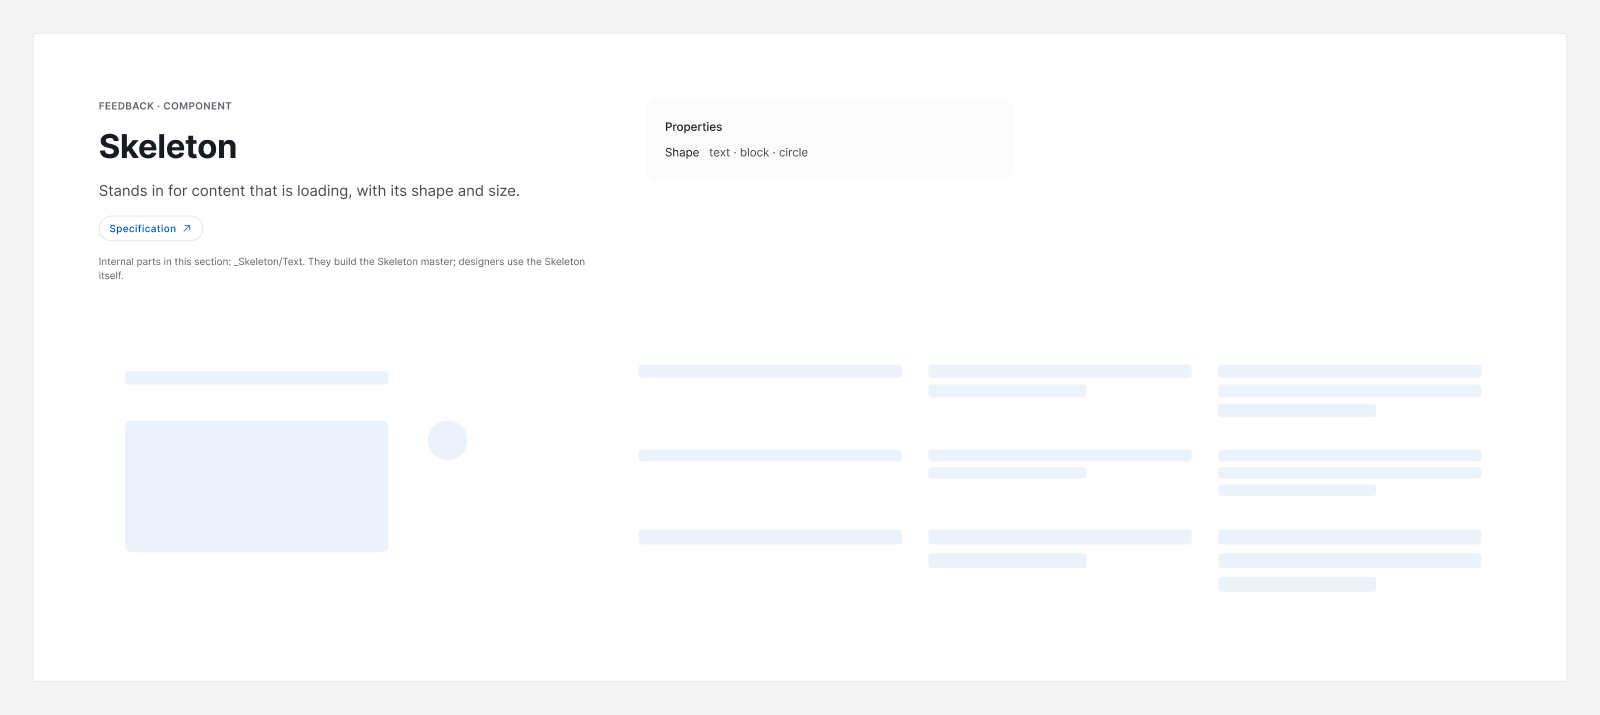 FEEDBACK · COMPONENT
Skeleton
Stands in for content that is loading, with its shape and size.
Specification
Internal parts in this section: _Skeleton/Text. They build the Skeleton master; designers use the Skeleton
itself.
Properties
Shape text · block · circle